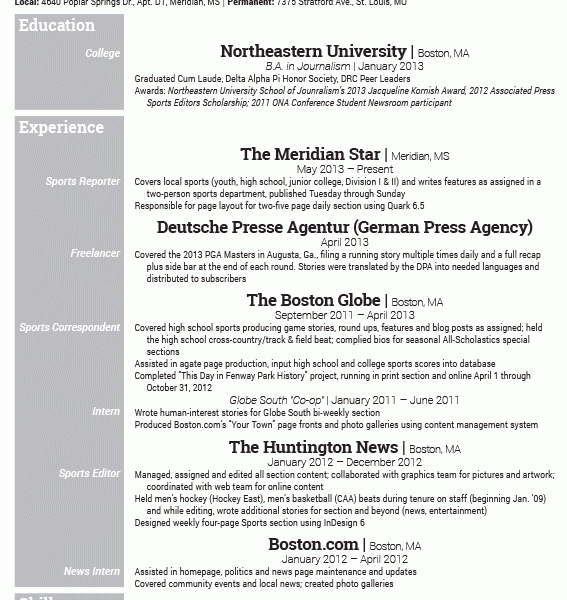 Local: 4640 Poplar Springs Dr., Apt. D1, Meridian, MS | Permanent: 7375 Stratford Ave., St. Louis, MO
Education
College
Northeastern University | Boston, MA
B.A. in Journalism | January 2013
Graduated Cum Laude, Delta Alpha Pi Honor Society, DRC Peer Leaders
Awards: Northeastern University School of Jounralism's 2013 Jacqueline Kornish Award, 2012 Associated Press
Sports Editors Scholarship; 2011 ONA Conference Student Newsroom participant
Experience
The Meridian Star | Meridian, MS
May 2013 – Present
Sports Reporter
Covers local sports (youth, high school, junior college, Division I & II) and writes features as assigned in a
two-person sports department, published Tuesday through Sunday
Responsible for page layout for two-five page daily section using Quark 6.5
Deutsche Presse Agentur (German Press Agency)
April 2013
Freelancer
Covered the 2013 PGA Masters in Augusta, Ga., filing a running story multiple times daily and a full recap
plus side bar at the end of each round. Stories were translated by the DPA into needed languages and
distributed to subscribers
The Boston Globe | Boston, MA
September 2011 – April 2013
Sports Correspondent
Covered high school sports producing game stories, round ups, features and blog posts as assigned; held
the high school cross-country/track & field beat; complied bios for seasonal All-Scholastics special
sections
Assisted in agate page production, input high school and college sports scores into database
Completed "This Day in Fenway Park History" project, running in print section and online April 1 through
October 31, 2012
Globe South "Co-op" | January 2011 – June 2011
Intern
Wrote human-interest stories for Globe South bi-weekly section
Produced Boston.com's "Your Town" page fronts and photo galleries using content management system
The Huntington News | Boston, MA
January 2012 – December 2012
Sports Editor
Managed, assigned and edited all section content; collaborated with graphics team for pictures and artwork;
coordinated with web team for online content
Held men's hockey (Hockey East), men's basketball (CAA) beats during tenure on staff (beginning Jan. '09)
and while editing, wrote additional stories for section and beyond (news, entertainment)
Designed weekly four-page Sports section using InDesign 6
Boston.com | Boston, MA
January 2012 – April 2012
News Intern
Assisted in homepage, politics and news page maintenance and updates
Covered community events and local news; created photo galleries